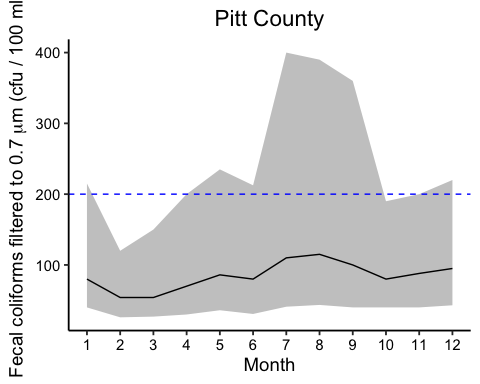 Pitt County
Fecal coliforms filtered to 0.7 μm (cfu / 100 ml
400
300
200
100
1 2 3 4 5 6 7 8 9 10 11 12
Month